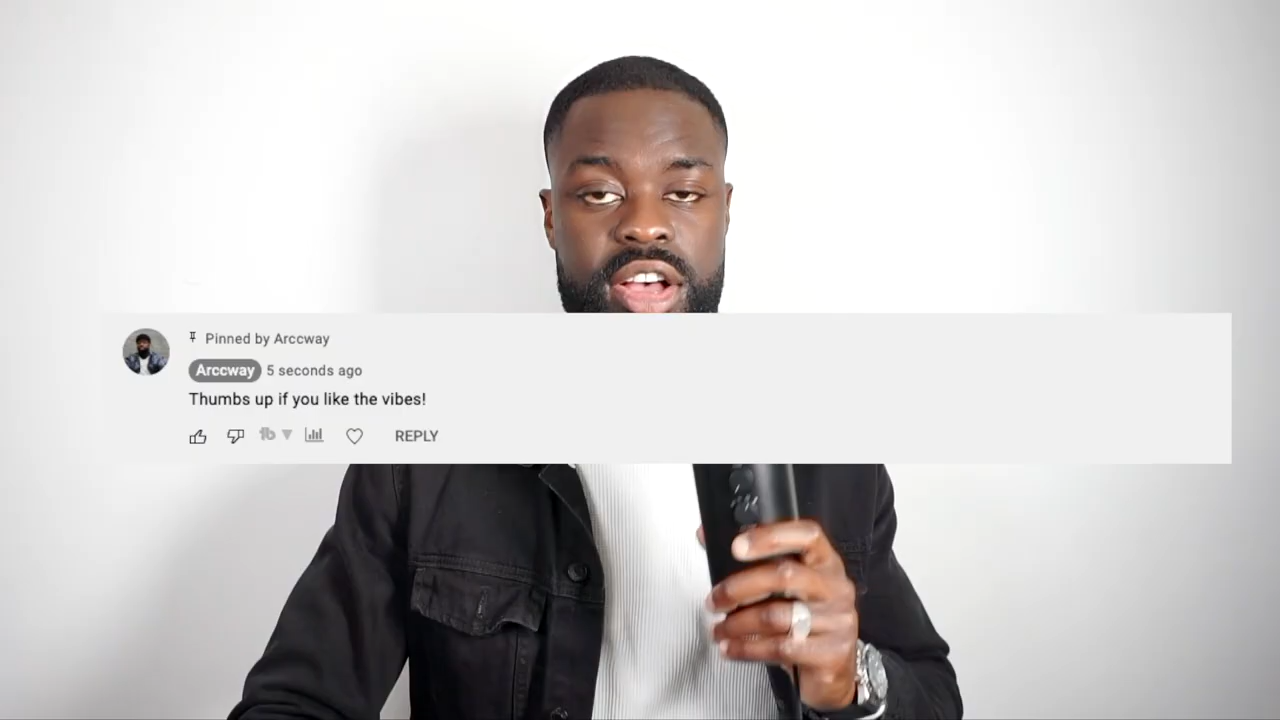 Pinned by Arccway
Arccway 5 seconds ago
Thumbs up if you like the vibes!
REPLY